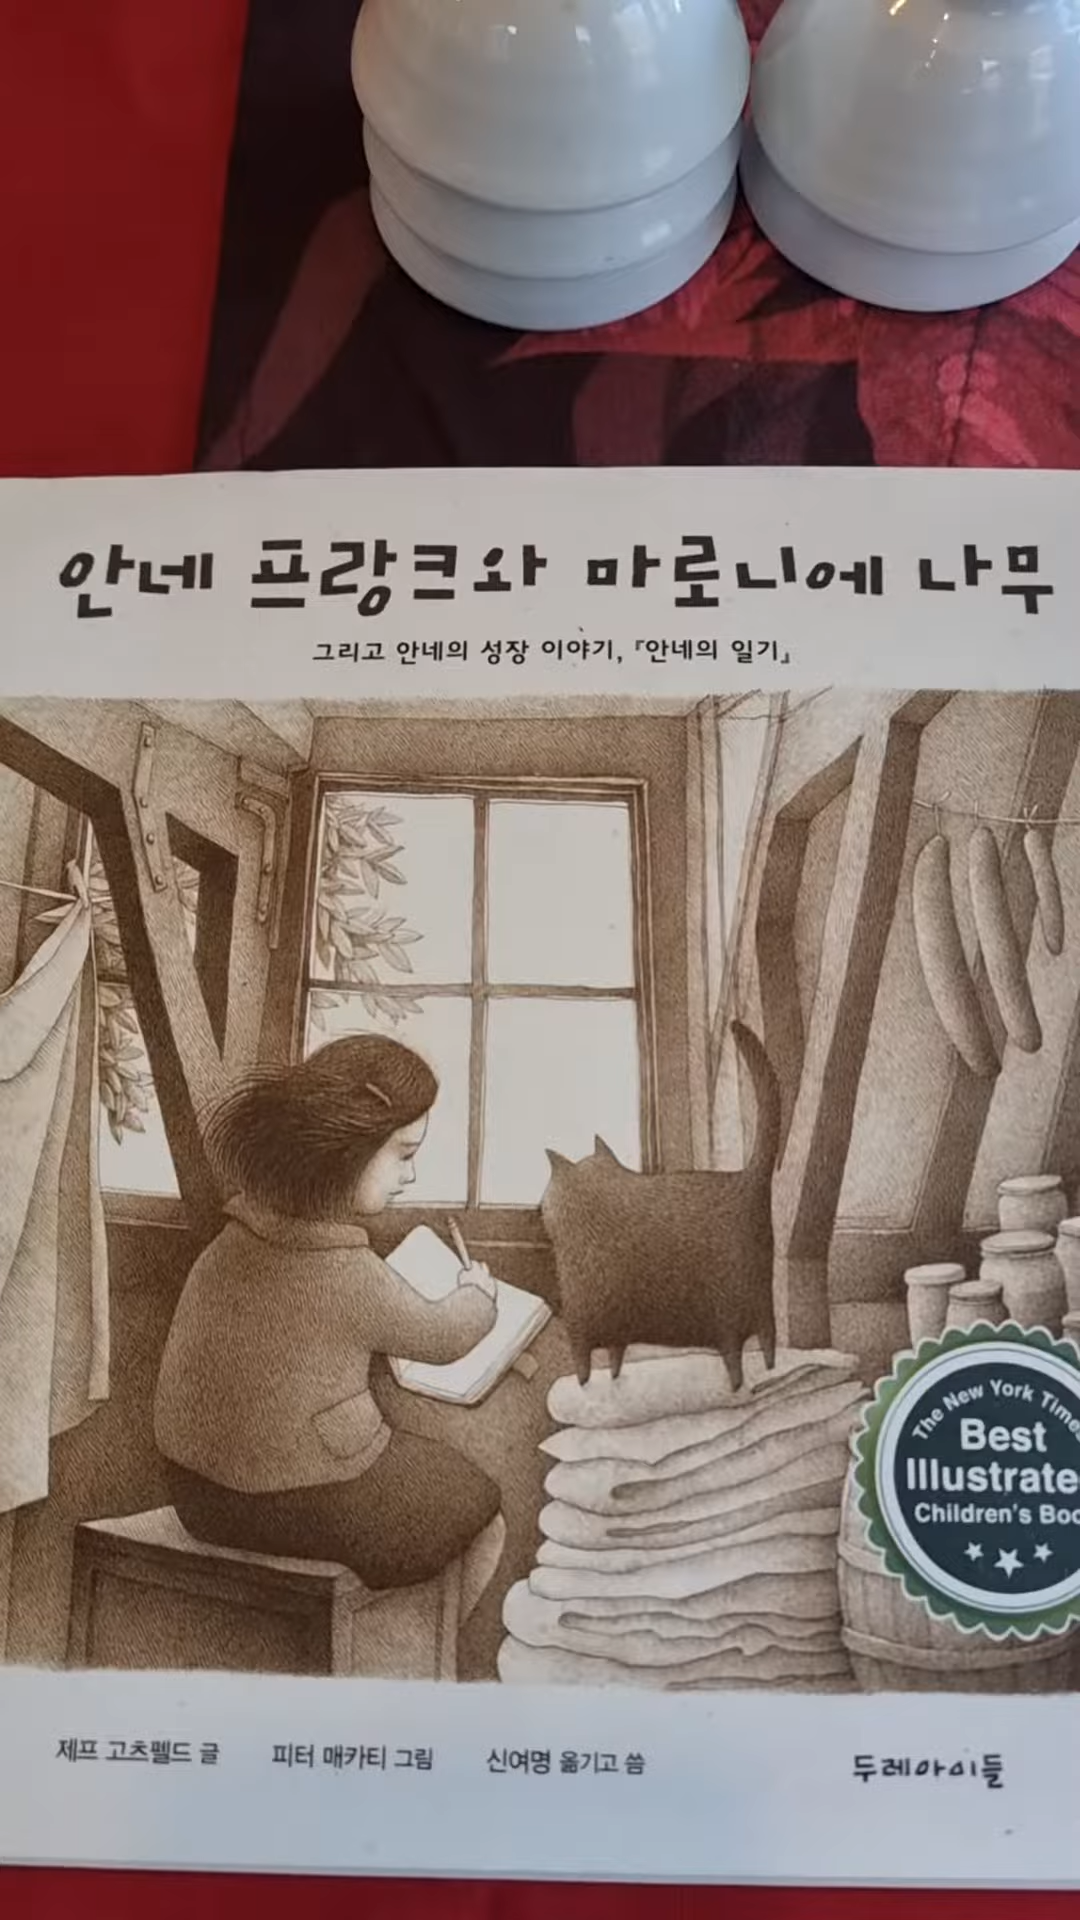 안네 프랑크와 마로니에 나무
그리고 안네의 성장 이야기, 『안네의 일기』
The New York Times
Best
Illustrate
Children's Boo
제프 고츠펠드 글 피터 매카티 그림 신여명 옮기고 씀 두레아이들